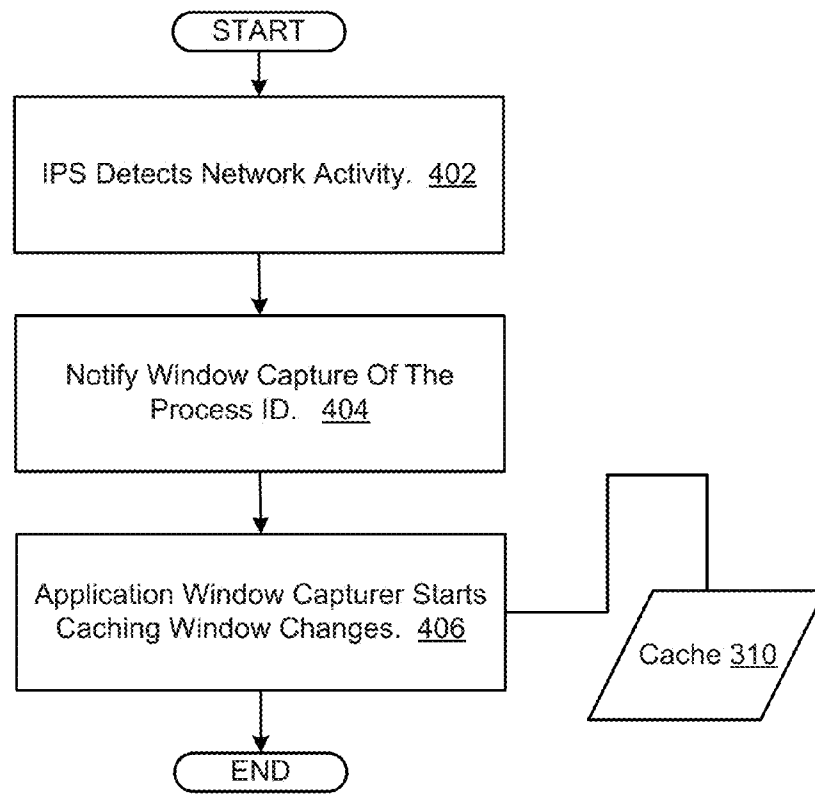 START
IPS Detects Network Activity. 402
Notify Window Capture Of The
Process ID. 404
Application Window Capturer Starts
Caching Window Changes. 406
Cache 310
END